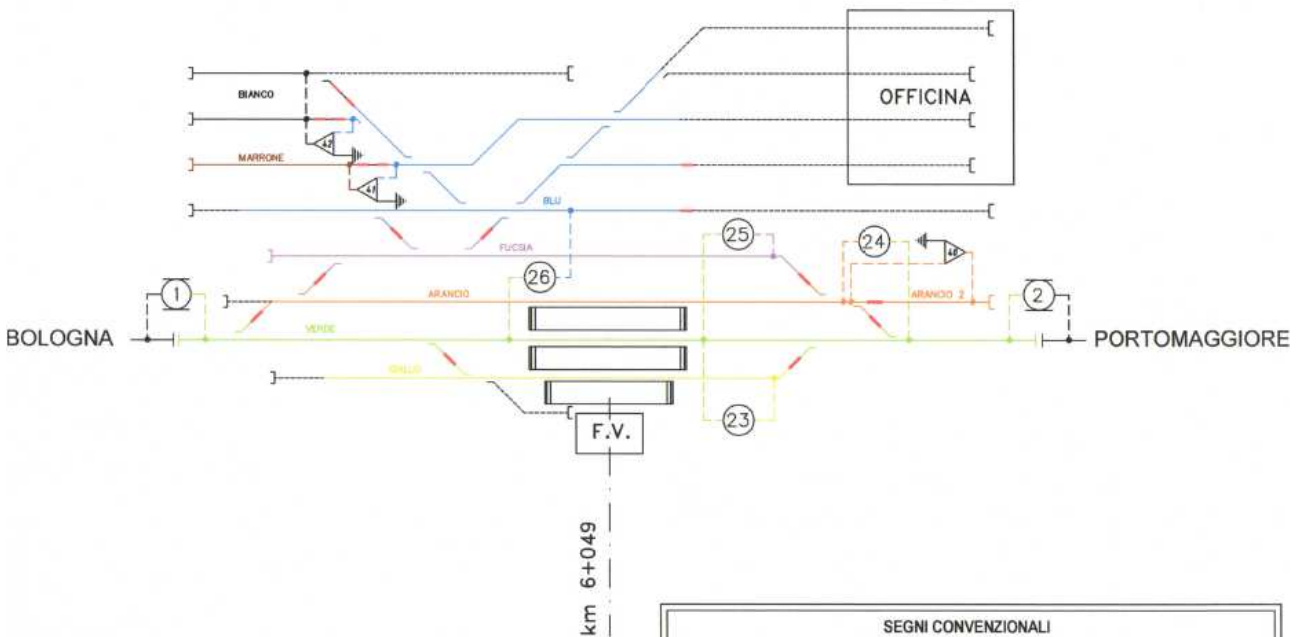 OFFICINA
BIANCO
42
MARRONE
41
BLU
FUCSIA
25
24
40
26
1
ARANCIO
ARANCIO 2
2
BOLOGNA
VERDE
PORTOMAGGIORE
GIALLO
23
F.V.
km 6+049
SEGNI CONVENZIONALI